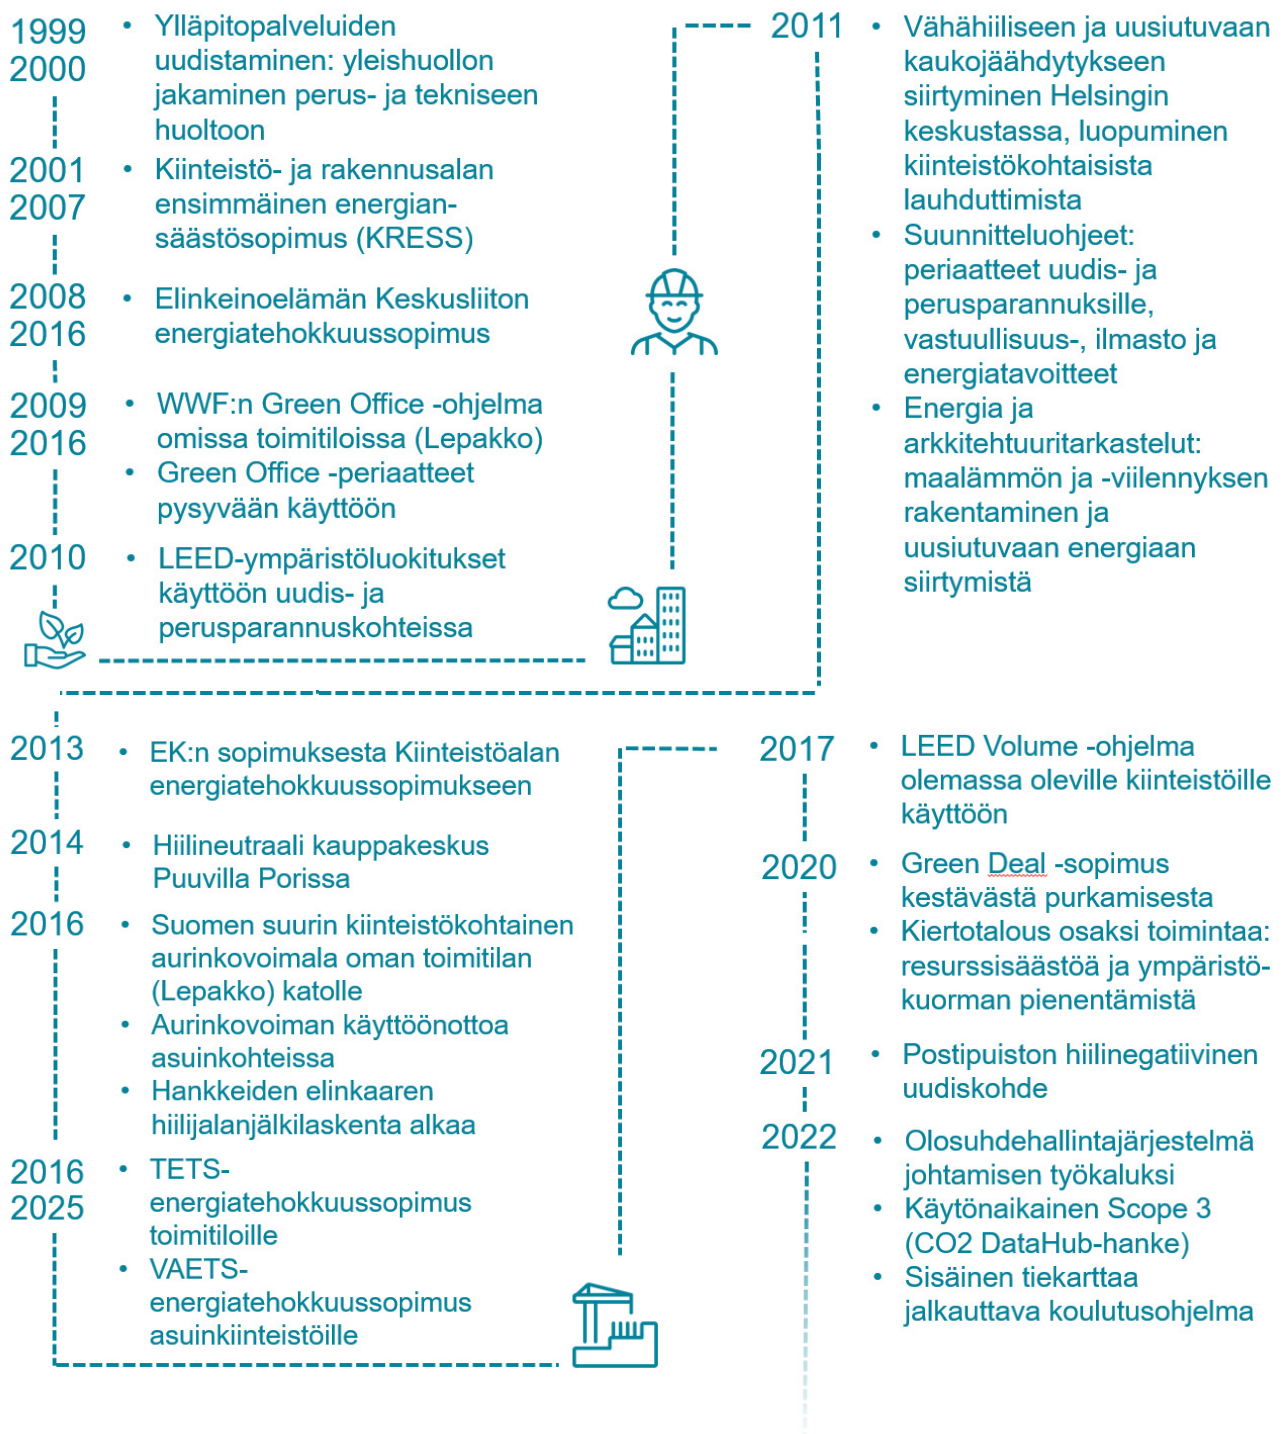 1999
2000
• Ylläpitopalveluiden
uudistaminen: yleishuollon
jakaminen perus- ja tekniseen
huoltoon
2001
2007
• Kiinteistö- ja rakennusalan
ensimmäinen energian-
säästösopimus (KRESS)
2008
2016
• Elinkeinoelämän Keskusliiton
energiatehokkuussopimus
2009
2016
• WWF:n Green Office -ohjelma
omissa toimitiloissa (Lepakko)
• Green Office -periaatteet
pysyvään käyttöön
2010
• LEED-ympäristöluokitukset
käyttöön uudis- ja
perusparannuskohteissa
2011
• Vähähiiliseen ja uusiutuvaan
kaukojäähdytykseen
siirtyminen Helsingin
keskustassa, luopuminen
kiinteistökohtaisista
lauhduttimista
• Suunnitteluohjeet:
periaatteet uudis- ja
perusparannuksille,
vastuullisuus-, ilmasto ja
energiatavoitteet
• Energia ja
arkkitehtuuritarkastelut:
maalämmön ja -viilennyksen
rakentaminen ja
uusiutuvaan energiaan
siirtymistä
2013
• EK:n sopimuksesta Kiinteistöalan
energiatehokkuussopimukseen
2014
• Hiilineutraali kauppakeskus
Puuvilla Porissa
2016
• Suomen suurin kiinteistökohtainen
aurinkovoimala oman toimitilan
(Lepakko) katolle
• Aurinkovoiman käyttöönottoa
asuinkohteissa
• Hankkeiden elinkaaren
hiilijalanjälkilaskenta alkaa
2016
2025
• TETS-
energiatehokkuussopimus
toimitiloille
• VAETS-
energiatehokkuussopimus
asuinkiinteistöille
2017
• LEED Volume -ohjelma
olemassa oleville kiinteistöille
käyttöön
2020
• Green Deal -sopimus
kestävästä purkamisesta
• Kiertotalous osaksi toimintaa:
resurssisäästöä ja ympäristö-
kuorman pienentämistä
2021
• Postipuiston hiilinegatiivinen
uudiskohde
2022
• Olosuhdehallintajärjestelmä
johtamisen työkaluksi
• Käytönaikainen Scope 3
(CO2 DataHub-hanke)
• Sisäinen tiekarttaa
jalkauttava koulutusohjelma